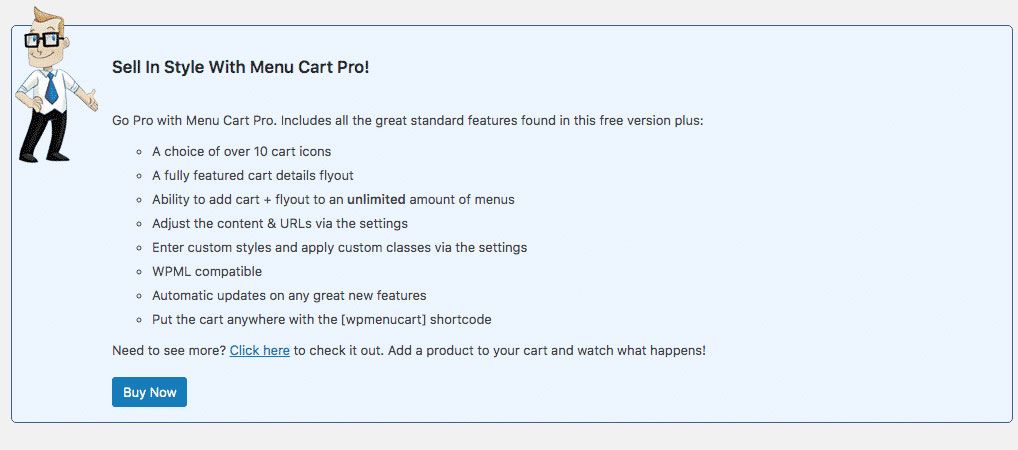 Sell In Style With Menu Cart Pro!
Go Pro with Menu Cart Pro. Includes all the great standard features found in this free version plus:
A choice of over 10 cart icons
A fully featured cart details flyout
Ability to add cart + flyout to an unlimited amount of menus
Adjust the content & URLs via the settings
Enter custom styles and apply custom classes via the settings
WPML compatible
Automatic updates on any great new features
Put the cart anywhere with the [wpmenucart] shortcode
Need to see more? Click here to check it out. Add a product to your cart and watch what happens!
Buy Now